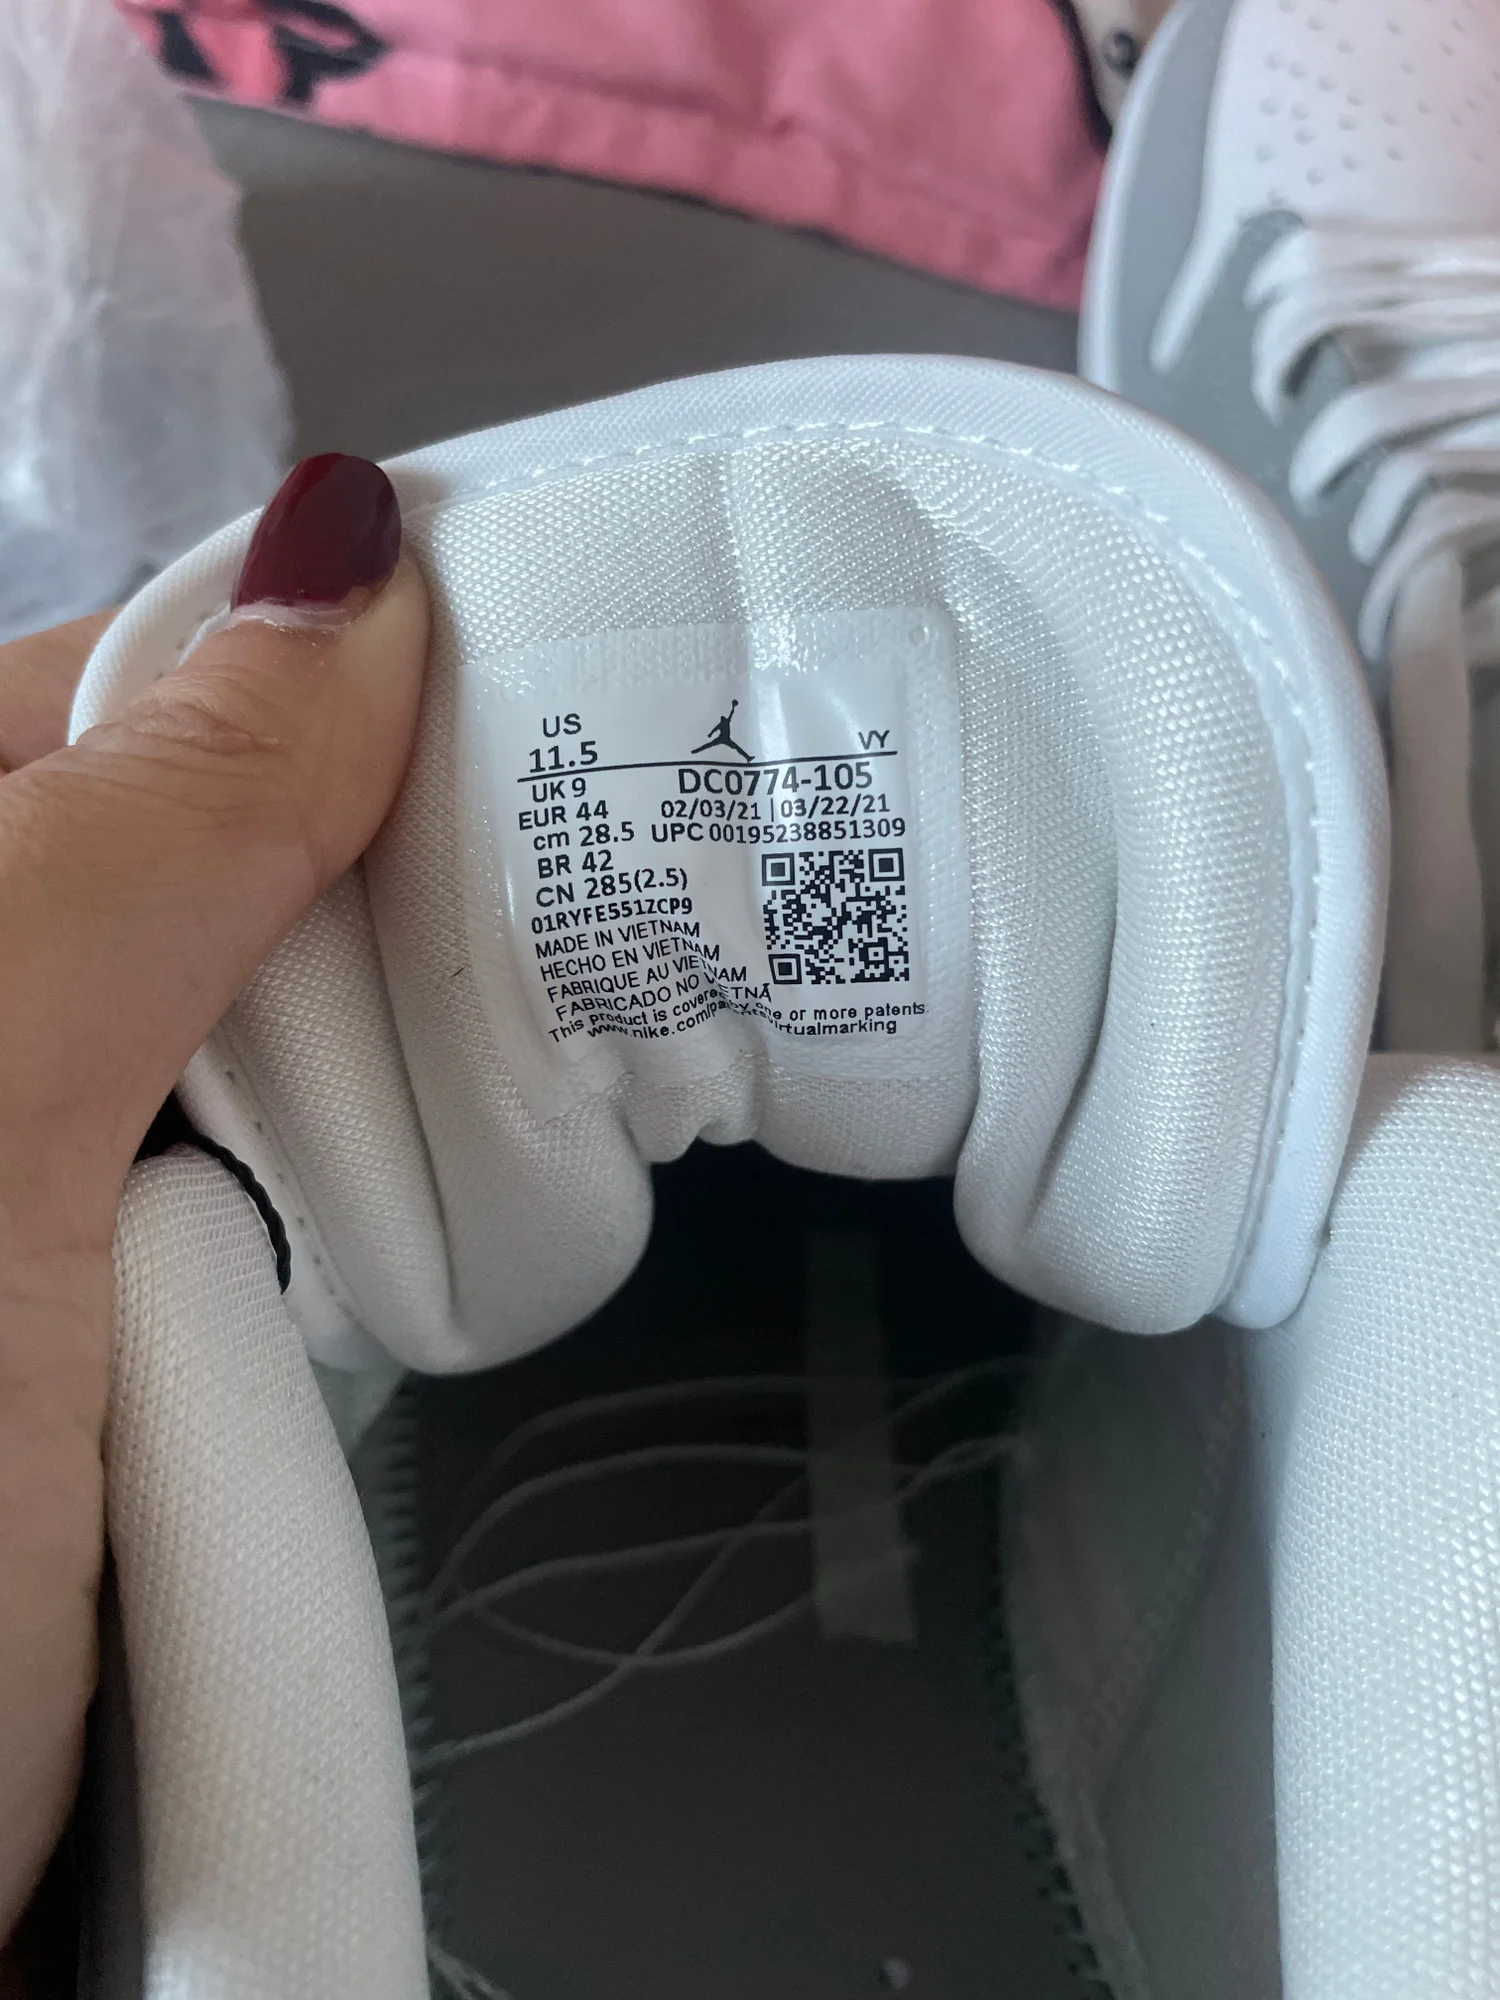 US
11.5
VY
UK 9
DC0774-105
EUR 44
02/03/21 | 03/22/21
cm 28.5
UPC 00195238851309
BR 42
CN 285(2.5)
01RYFE551ZCP9
MADE IN VIETNAM
HECHO EN VIETNAM
FABRIQUE AU VIETNAM
FABRICADO NO VIETNÃ
This product is covered by one or more patents:
www.nike.com/patentsvirtualmarking